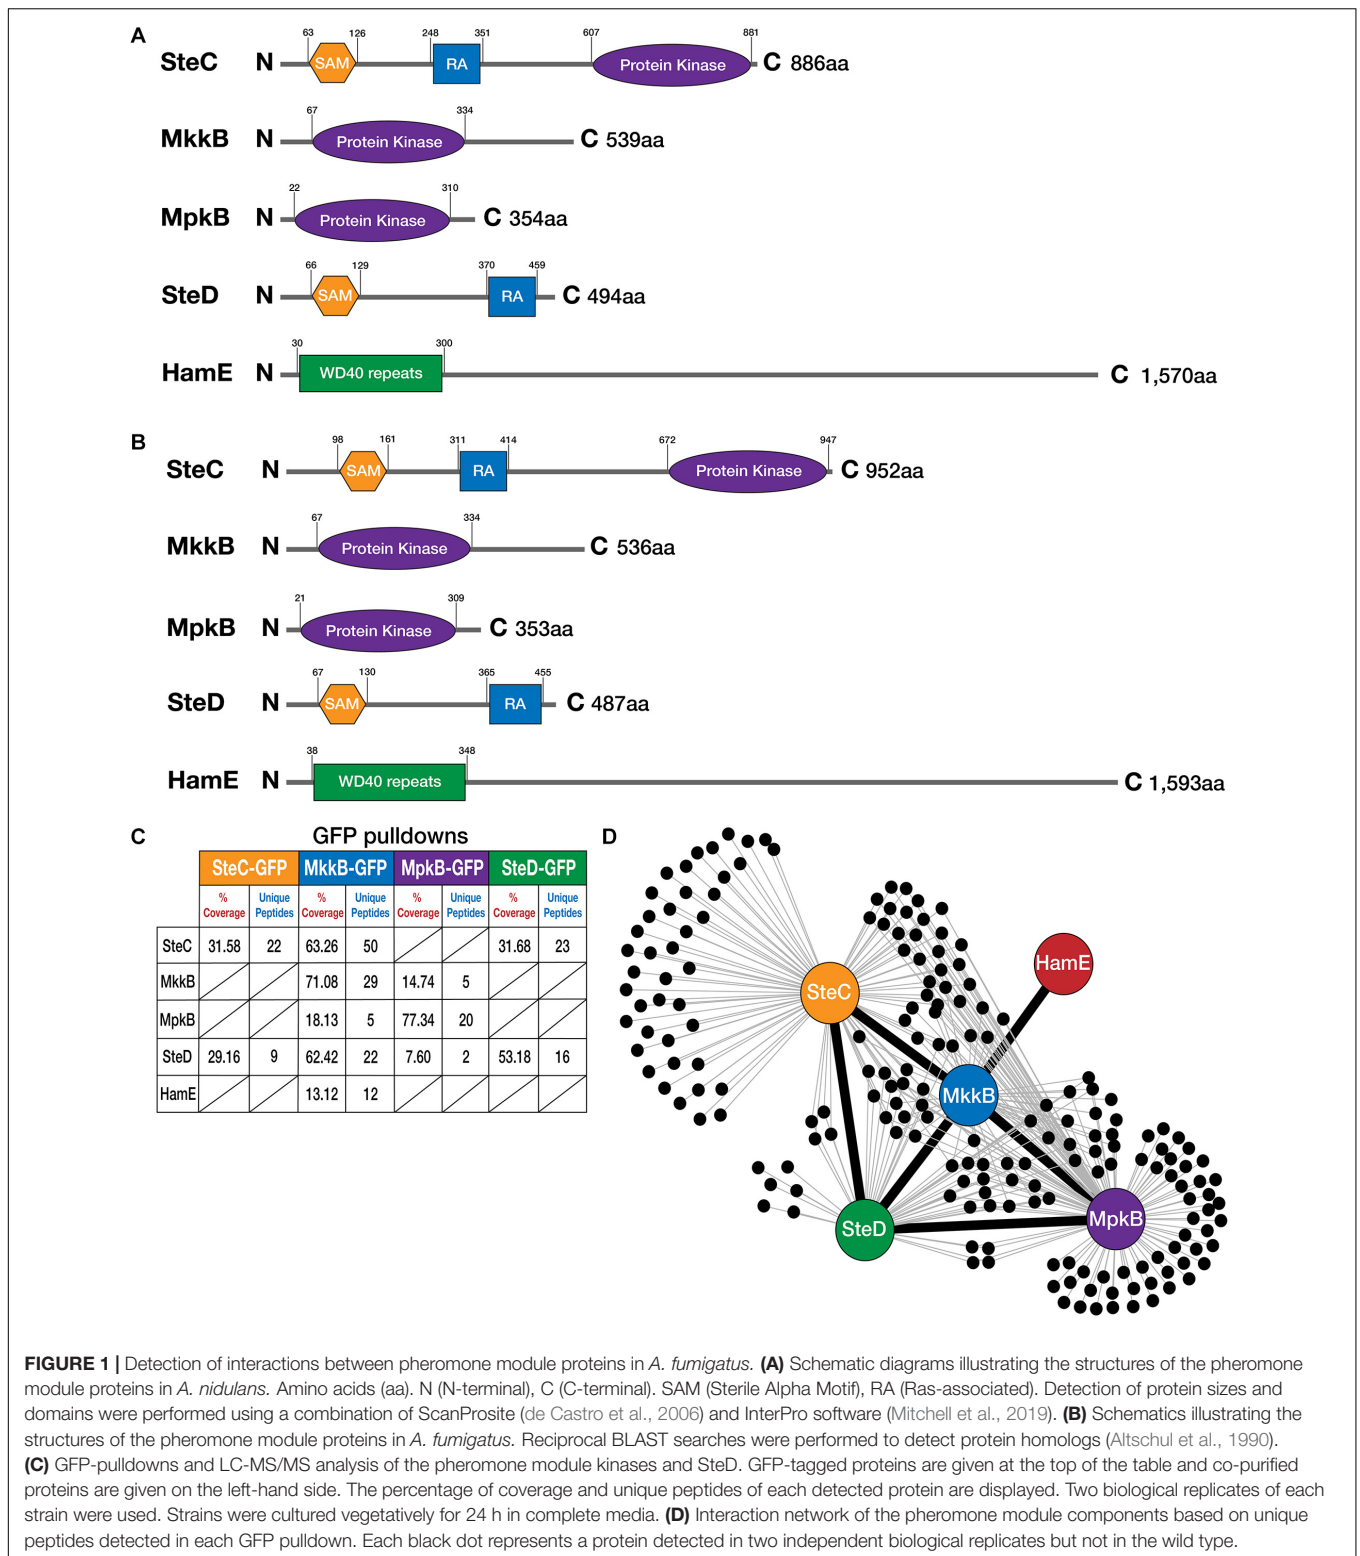 A
63 126 248 351 607 881
SteC N SAM RA Protein Kinase C 886aa
67 334
MkkB N Protein Kinase C 539aa
22 310
MpkB N Protein Kinase C 354aa
66 129 370 459
SteD N SAM RA C 494aa
30 300
HamE N WD40 repeats C 1,570aa
B
98 161 311 414 672 947
SteC N SAM RA Protein Kinase C 952aa
67 334
MkkB N Protein Kinase C 536aa
21 309
MpkB N Protein Kinase C 353aa
67 130 365 455
SteD N SAM RA C 487aa
38 348
HamE N WD40 repeats C 1,593aa
C GFP pulldowns
SteC-GFP MkkB-GFP MpkB-GFP SteD-GFP
% Unique % Unique % Unique % Unique
Coverage Peptides Coverage Peptides Coverage Peptides Coverage Peptides
SteC 31.58 22 63.26 50 31.68 23
MkkB 71.08 29 14.74 5
MpkB 18.13 5 77.34 20
SteD 29.16 9 62.42 22 7.60 2 53.18 16
HamE 13.12 12
D
HamE
SteC
MkkB
MpkB
SteD
FIGURE 1 | Detection of interactions between pheromone module proteins in A. fumigatus. (A) Schematic diagrams illustrating the structures of the pheromone
module proteins in A. nidulans. Amino acids (aa). N (N-terminal), C (C-terminal). SAM (Sterile Alpha Motif), RA (Ras-associated). Detection of protein sizes and
domains were performed using a combination of ScanProsite (de Castro et al., 2006) and InterPro software (Mitchell et al., 2019). (B) Schematics illustrating the
structures of the pheromone module proteins in A. fumigatus. Reciprocal BLAST searches were performed to detect protein homologs (Altschul et al., 1990).
(C) GFP-pulldowns and LC-MS/MS analysis of the pheromone module kinases and SteD. GFP-tagged proteins are given at the top of the table and co-purified
proteins are given on the left-hand side. The percentage of coverage and unique peptides of each detected protein are displayed. Two biological replicates of each
strain were used. Strains were cultured vegetatively for 24 h in complete media. (D) Interaction network of the pheromone module components based on unique
peptides detected in each GFP pulldown. Each black dot represents a protein detected in two independent biological replicates but not in the wild type.